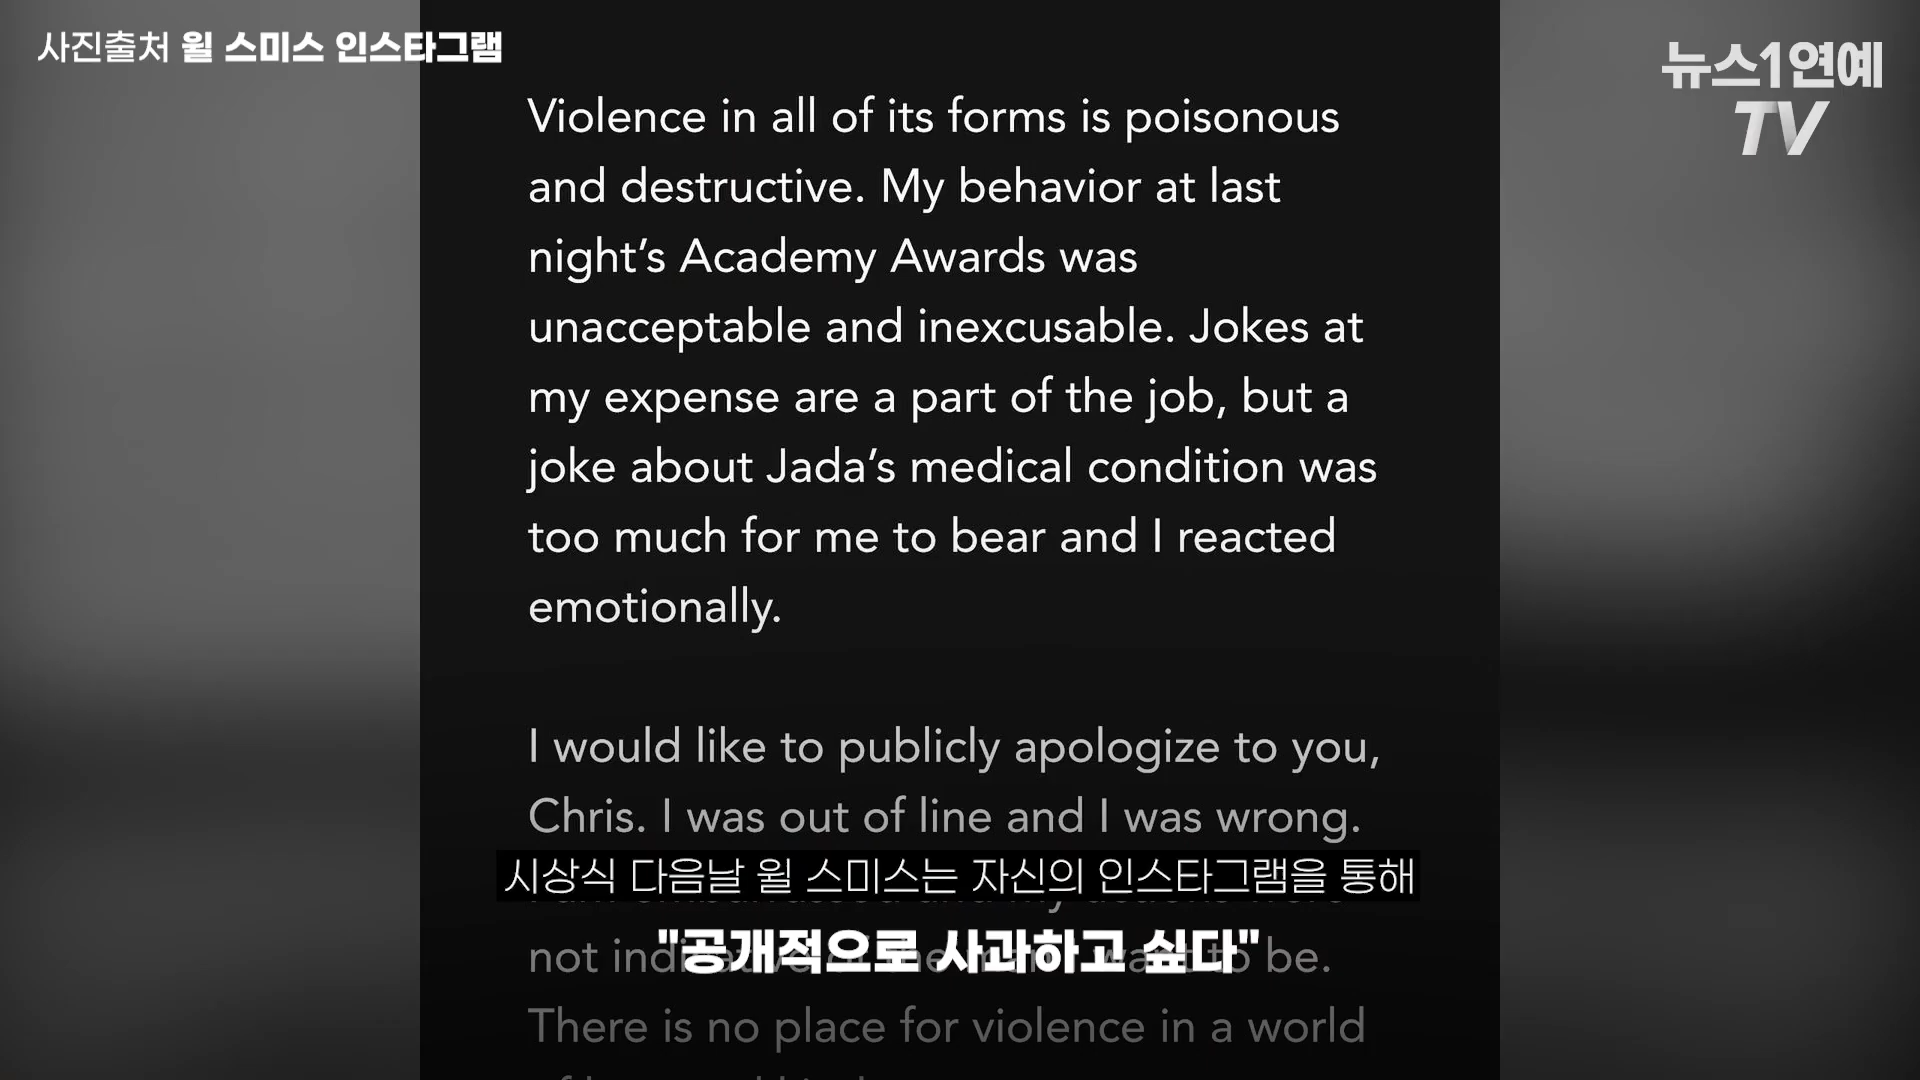 사진출처 윌 스미스 인스타그램
뉴스1연예
TV
Violence in all of its forms is poisonous
and destructive. My behavior at last
night’s Academy Awards was
unacceptable and inexcusable. Jokes at
my expense are a part of the job, but a
joke about Jada’s medical condition was
too much for me to bear and I reacted
emotionally.
I would like to publicly apologize to you,
Chris. I was out of line and I was wrong.
시상식 다음날 윌 스미스는 자신의 인스타그램을 통해
"공개적으로 사과하고 싶다"
not be.
There is no place for violence in a world